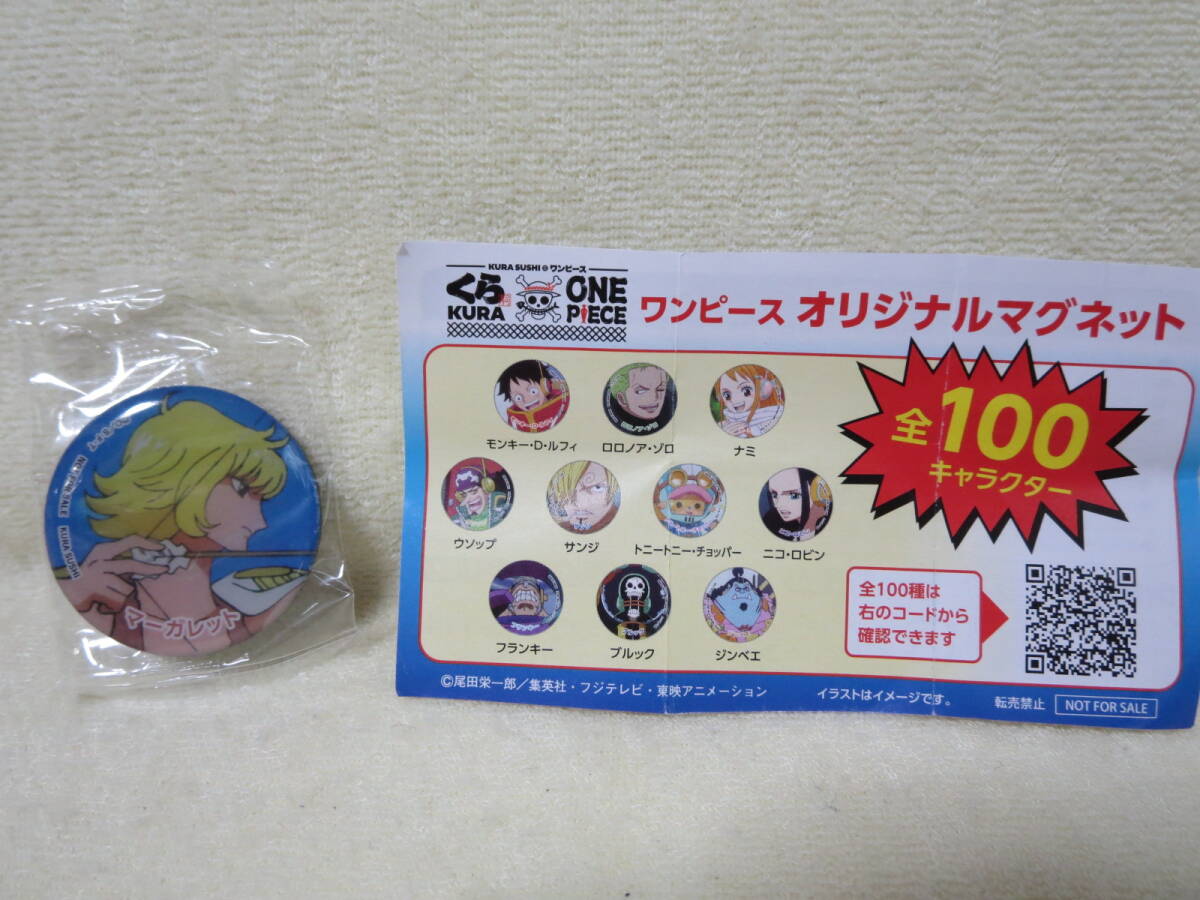 NOT FOR SALE
KURA SUSHI
マーガレット
KURA SUSHI ワンピース
くら
KURA
ONE
PIECE
ワンピース オリジナルマグネット
全100
キャラクター
モンキー・D・ルフィ
ロロノア・ゾロ
ナミ
ウソップ
サンジ
トニートニー・チョッパー
ニコ・ロビン
フランキー
ブルック
ジンベエ
全100種は
右のコードから
確認できます
©尾田栄一郎／集英社・フジテレビ・東映アニメーション
イラストはイメージです。
転売禁止
NOT FOR SALE